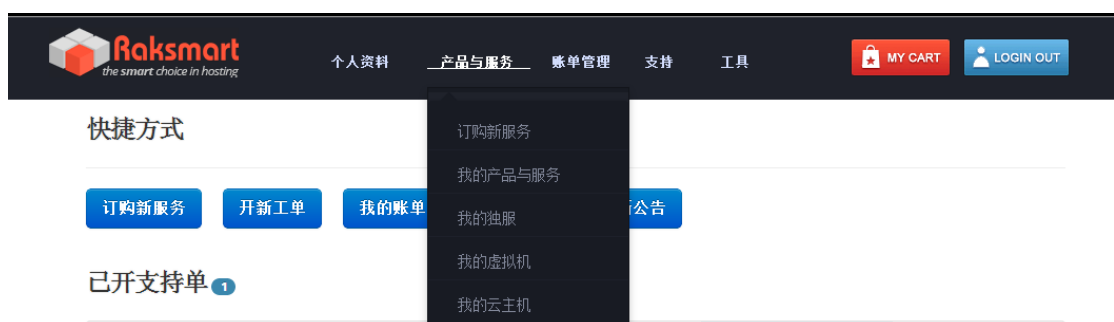 Raksmart
the smart choice in hosting
个人资料 产品与服务 账单管理 支持 工具
MY CART LOGIN OUT
快捷方式
订购新服务
我的产品与服务
订购新服务 开新工单 我的账单 公告
我的独服
我的虚拟机
已开支持单 1
我的云主机